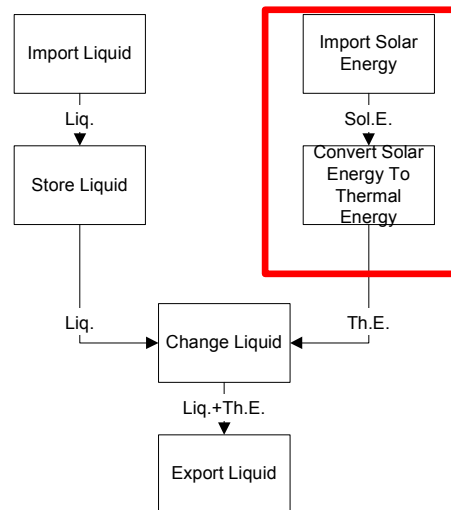 Import Liquid
Import Solar
Energy
Liq.
Sol.E.
Store Liquid
Convert Solar
Energy To
Thermal
Energy
Liq.
Th.E.
Change Liquid
Liq.+Th.E.
Export Liquid